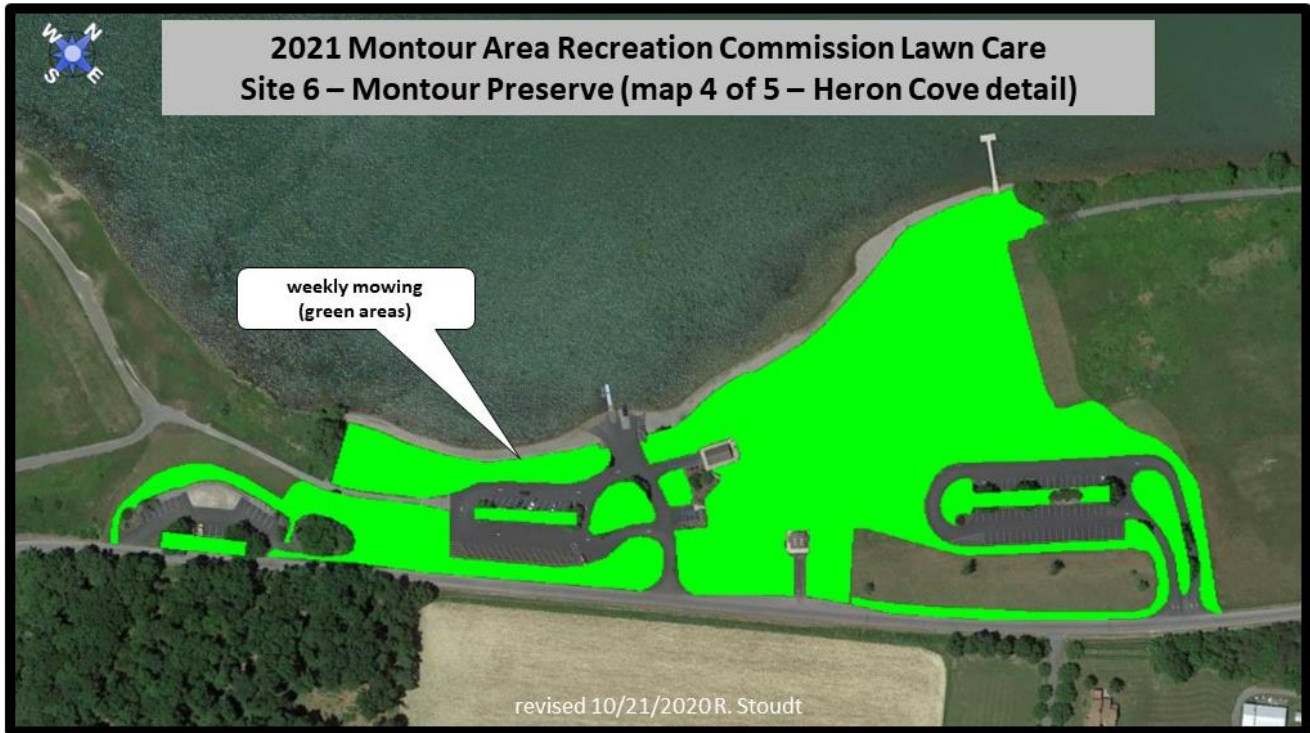 W N
S E
2021 Montour Area Recreation Commission Lawn Care
Site 6 – Montour Preserve (map 4 of 5 – Heron Cove detail)
weekly mowing
(green areas)
revised 10/21/2020 R. Stoudt